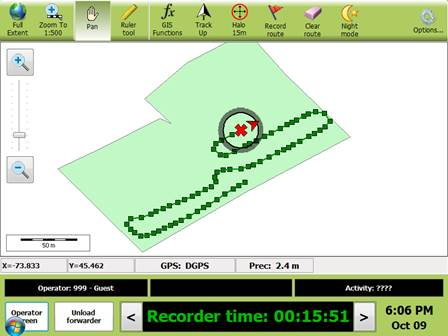 Full Extent
Zoom To 1:500
Pan
Ruler tool
fx GIS Functions
Track Up
Halo 15m
Record route
Clear route
Night mode
Options...
50 m
X=-73.833
Y=45.462
GPS: DGPS
Prec: 2.4 m
Operator: 999 - Guest
Activity: ????
Operator
Unload forwarder
<
Recorder time: 00:15:51
>
6:06 PM
Oct 09